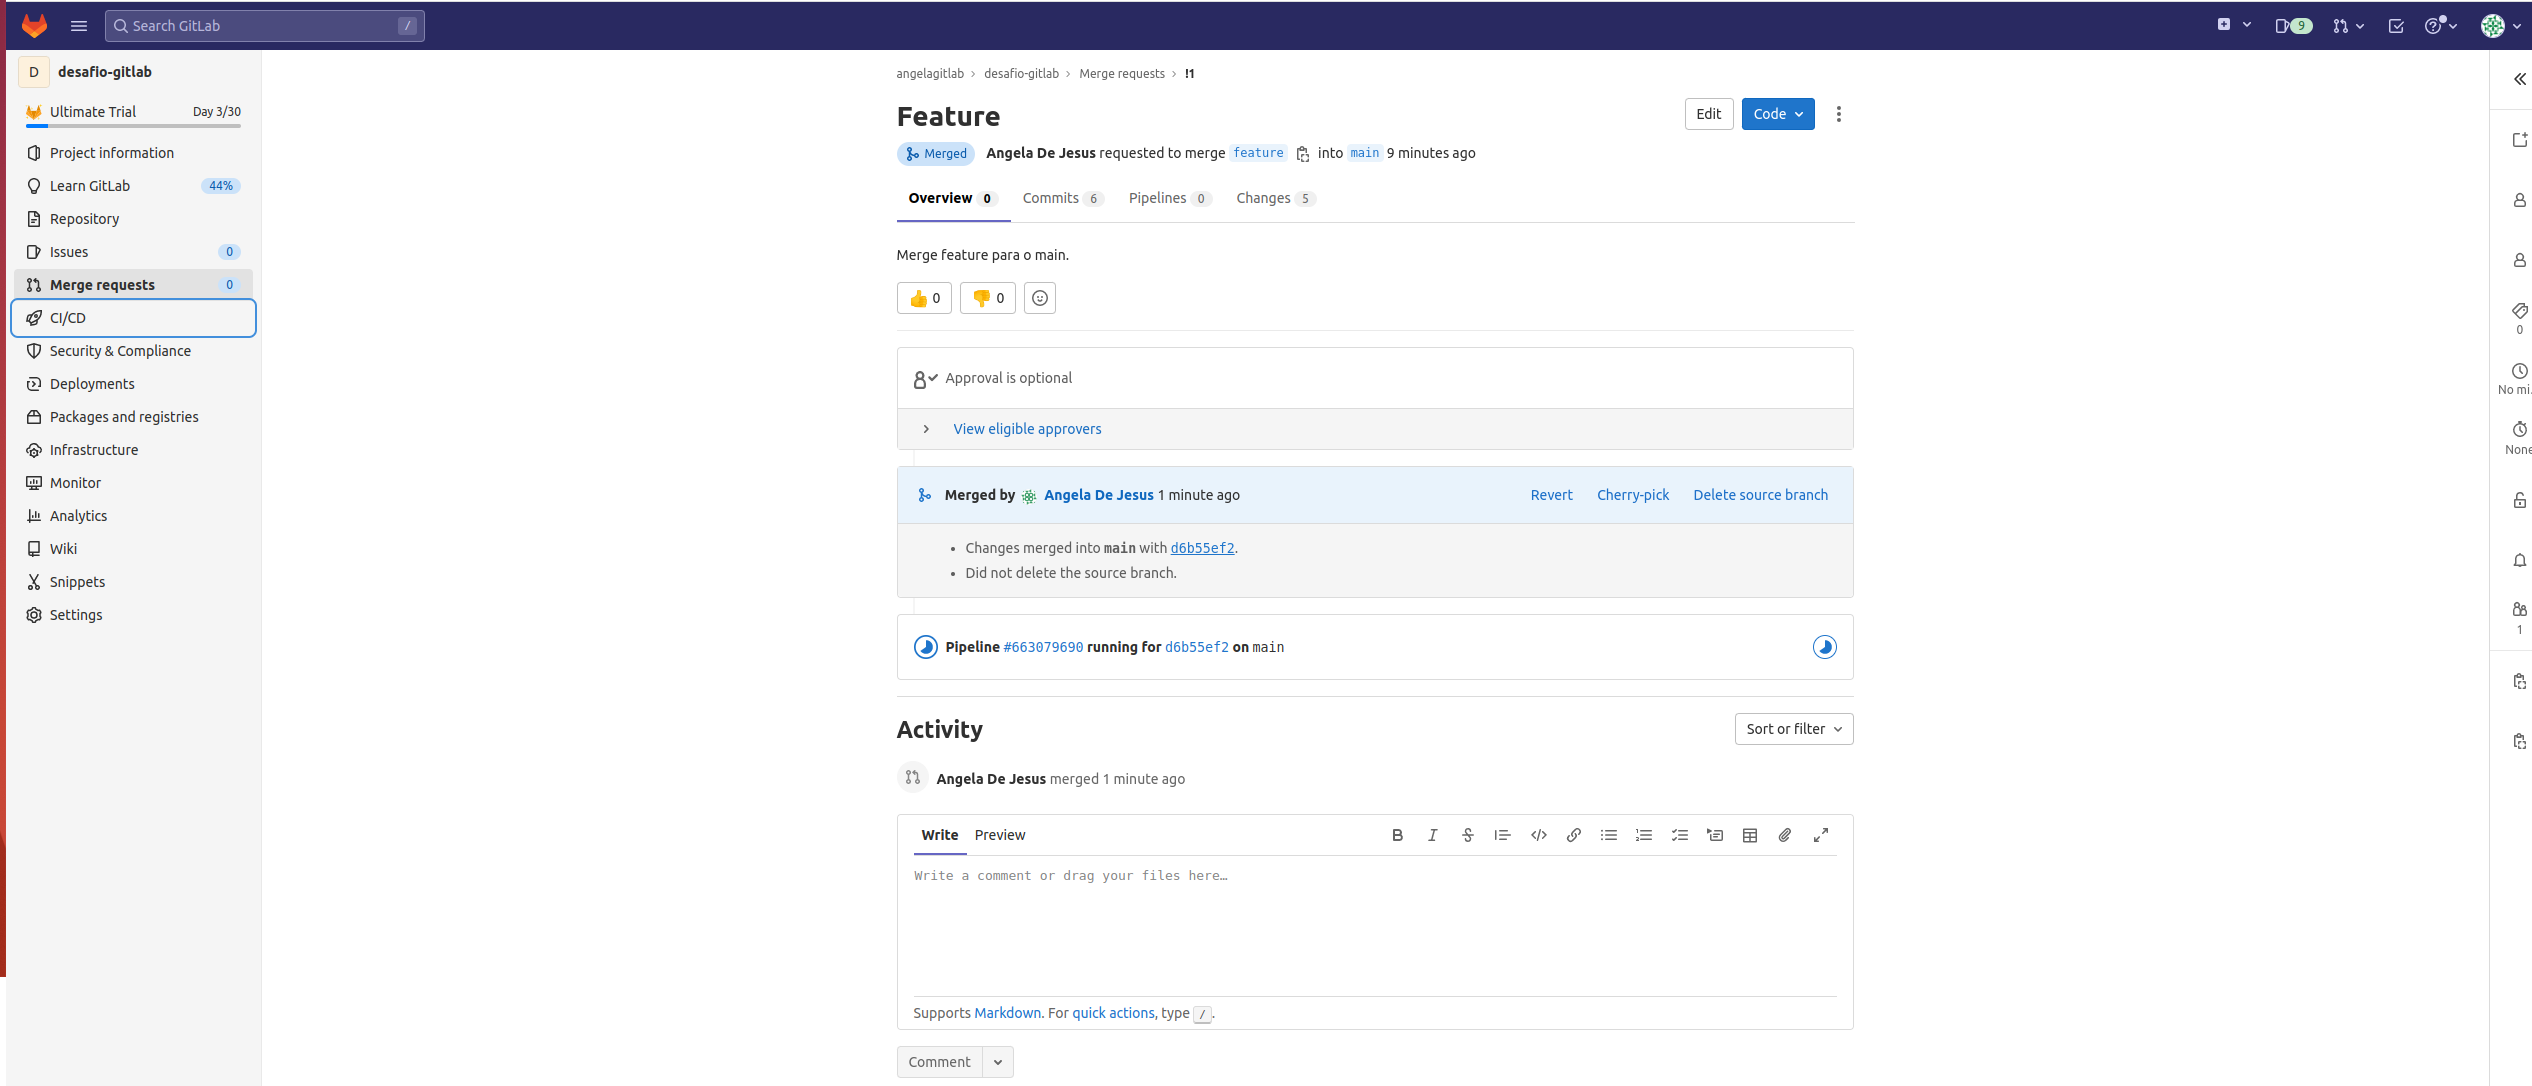 Search GitLab /
9
D desafio-gitlab
Ultimate Trial Day 3/30
Project information
Learn GitLab 44%
Repository
Issues 0
Merge requests 0
CI/CD
Security & Compliance
Deployments
Packages and registries
Infrastructure
Monitor
Analytics
Wiki
Snippets
Settings
angelagitlab › desafio-gitlab › Merge requests › !1
Feature
Edit Code
Merged Angela De Jesus requested to merge feature into main 9 minutes ago
Overview 0 Commits 6 Pipelines 0 Changes 5
Merge feature para o main.
0 0
Approval is optional
View eligible approvers
Merged by Angela De Jesus 1 minute ago Revert Cherry-pick Delete source branch
• Changes merged into main with d6b55ef2.
• Did not delete the source branch.
Pipeline #663079690 running for d6b55ef2 on main
Activity Sort or filter
Angela De Jesus merged 1 minute ago
Write Preview
Write a comment or drag your files here…
Supports Markdown. For quick actions, type /.
Comment
0
No mi.
None
1